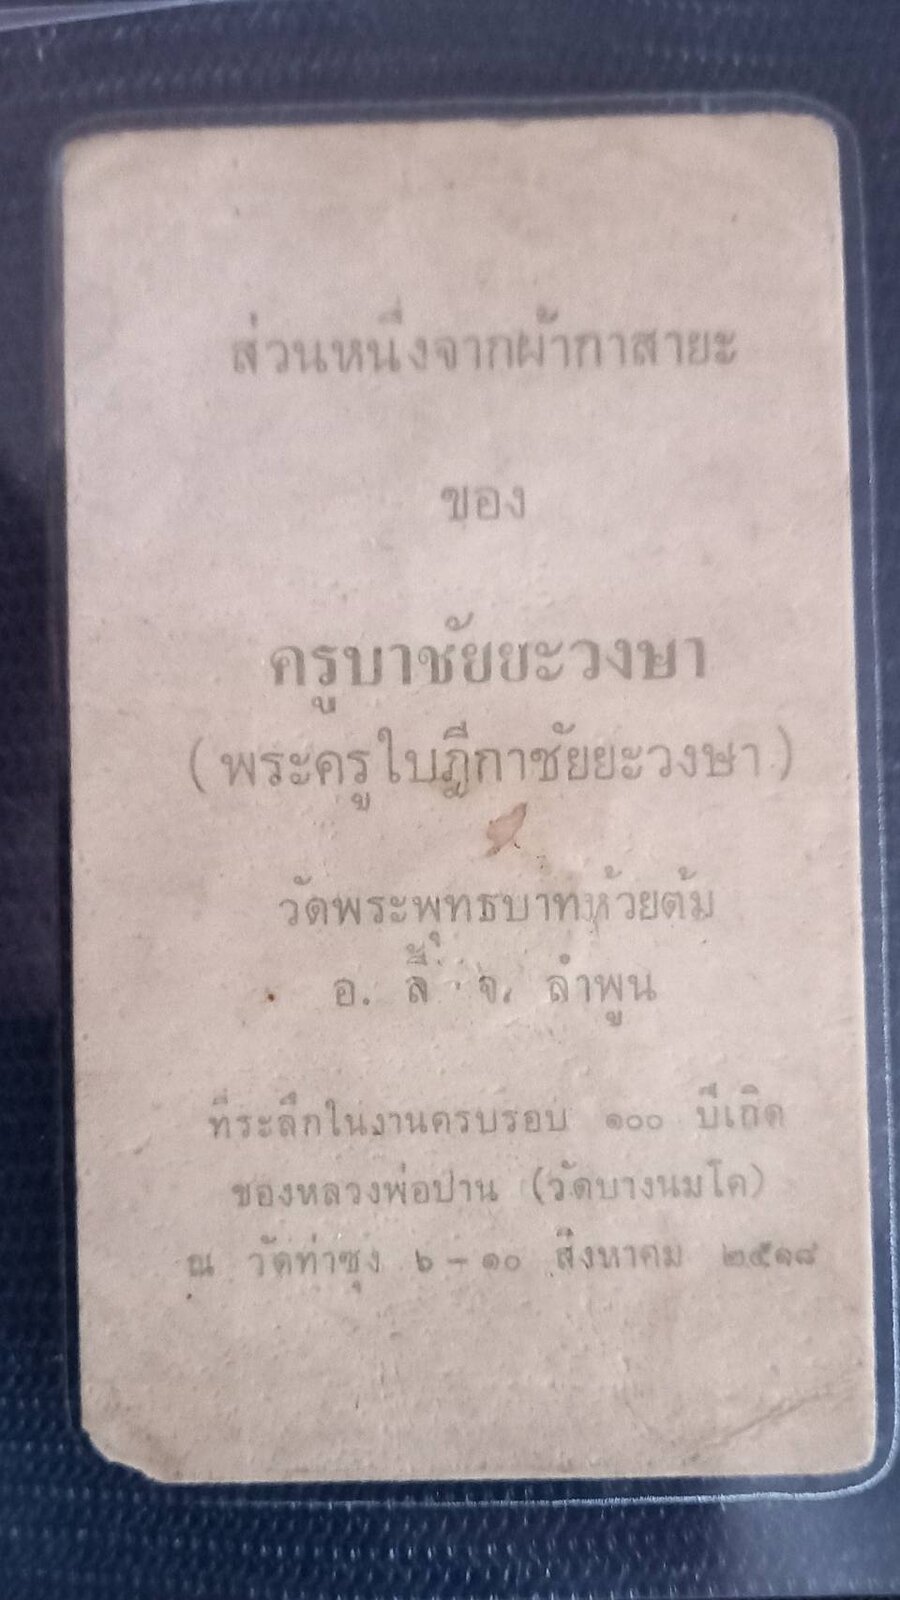 ส่วนหนึ่งจากผ้ากาสายะ
ของ
ครูบาชัยยะวงษา
(พระครูใบฎีกาชัยยะวงษา)
วัดพระพุทธบาทห้วยต้ม
อ. ลี้ จ. ลำพูน
ที่ระลึกในงานครบรอบ ๑๐๐ ปีเกิด
ของหลวงพ่อปาน (วัดบางนมโค)
ณ วัดท่าซุง ๖ - ๑๐ สิงหาคม ๒๕๑๘